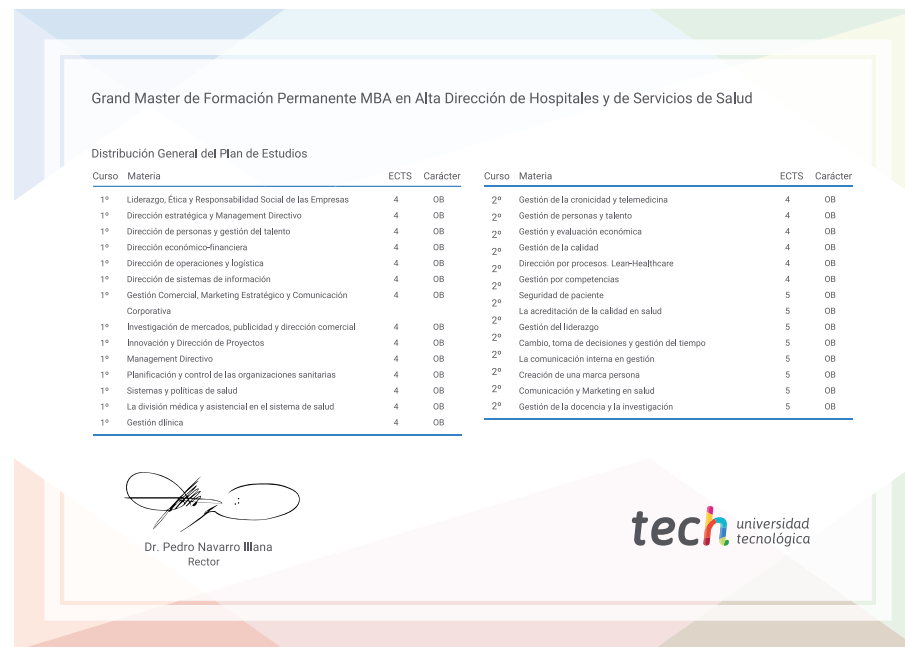 Grand Master de Formación Permanente MBA en Alta Dirección de Hospitales y de Servicios de Salud
Distribución General del Plan de Estudios
Curso Materia ECTS Carácter
1º Liderazgo, Ética y Responsabilidad Social de las Empresas 4 OB
1º Dirección estratégica y Management Directivo 4 OB
1º Dirección de personas y gestión del talento 4 OB
1º Dirección económico-financiera 4 OB
1º Dirección de operaciones y logística 4 OB
1º Dirección de sistemas de información 4 OB
1º Gestión Comercial, Marketing Estratégico y Comunicación 4 OB
Corporativa
1º Investigación de mercados, publicidad y dirección comercial 4 OB
1º Innovación y Dirección de Proyectos 4 OB
1º Management Directivo 4 OB
1º Planificación y control de las organizaciones sanitarias 4 OB
1º Sistemas y políticas de salud 4 OB
1º La división médica y asistencial en el sistema de salud 4 OB
1º Gestión clínica 4 OB
Curso Materia ECTS Carácter
2º Gestión de la cronicidad y telemedicina 4 OB
2º Gestión de personas y talento 4 OB
2º Gestión y evaluación económica 4 OB
2º Gestión de la calidad 4 OB
2º Dirección por procesos. Lean-Healthcare 4 OB
2º Gestión por competencias 4 OB
2º Seguridad de paciente 5 OB
2º La acreditación de la calidad en salud 5 OB
2º Gestión del liderazgo 5 OB
2º Cambio, toma de decisiones y gestión del tiempo 5 OB
2º La comunicación interna en gestión 5 OB
2º Creación de una marca persona 5 OB
2º Comunicación y Marketing en salud 5 OB
Gestión de la docencia y la investigación 5 OB
Dr. Pedro Navarro Illana
Rector
tech universidad
tecnológica